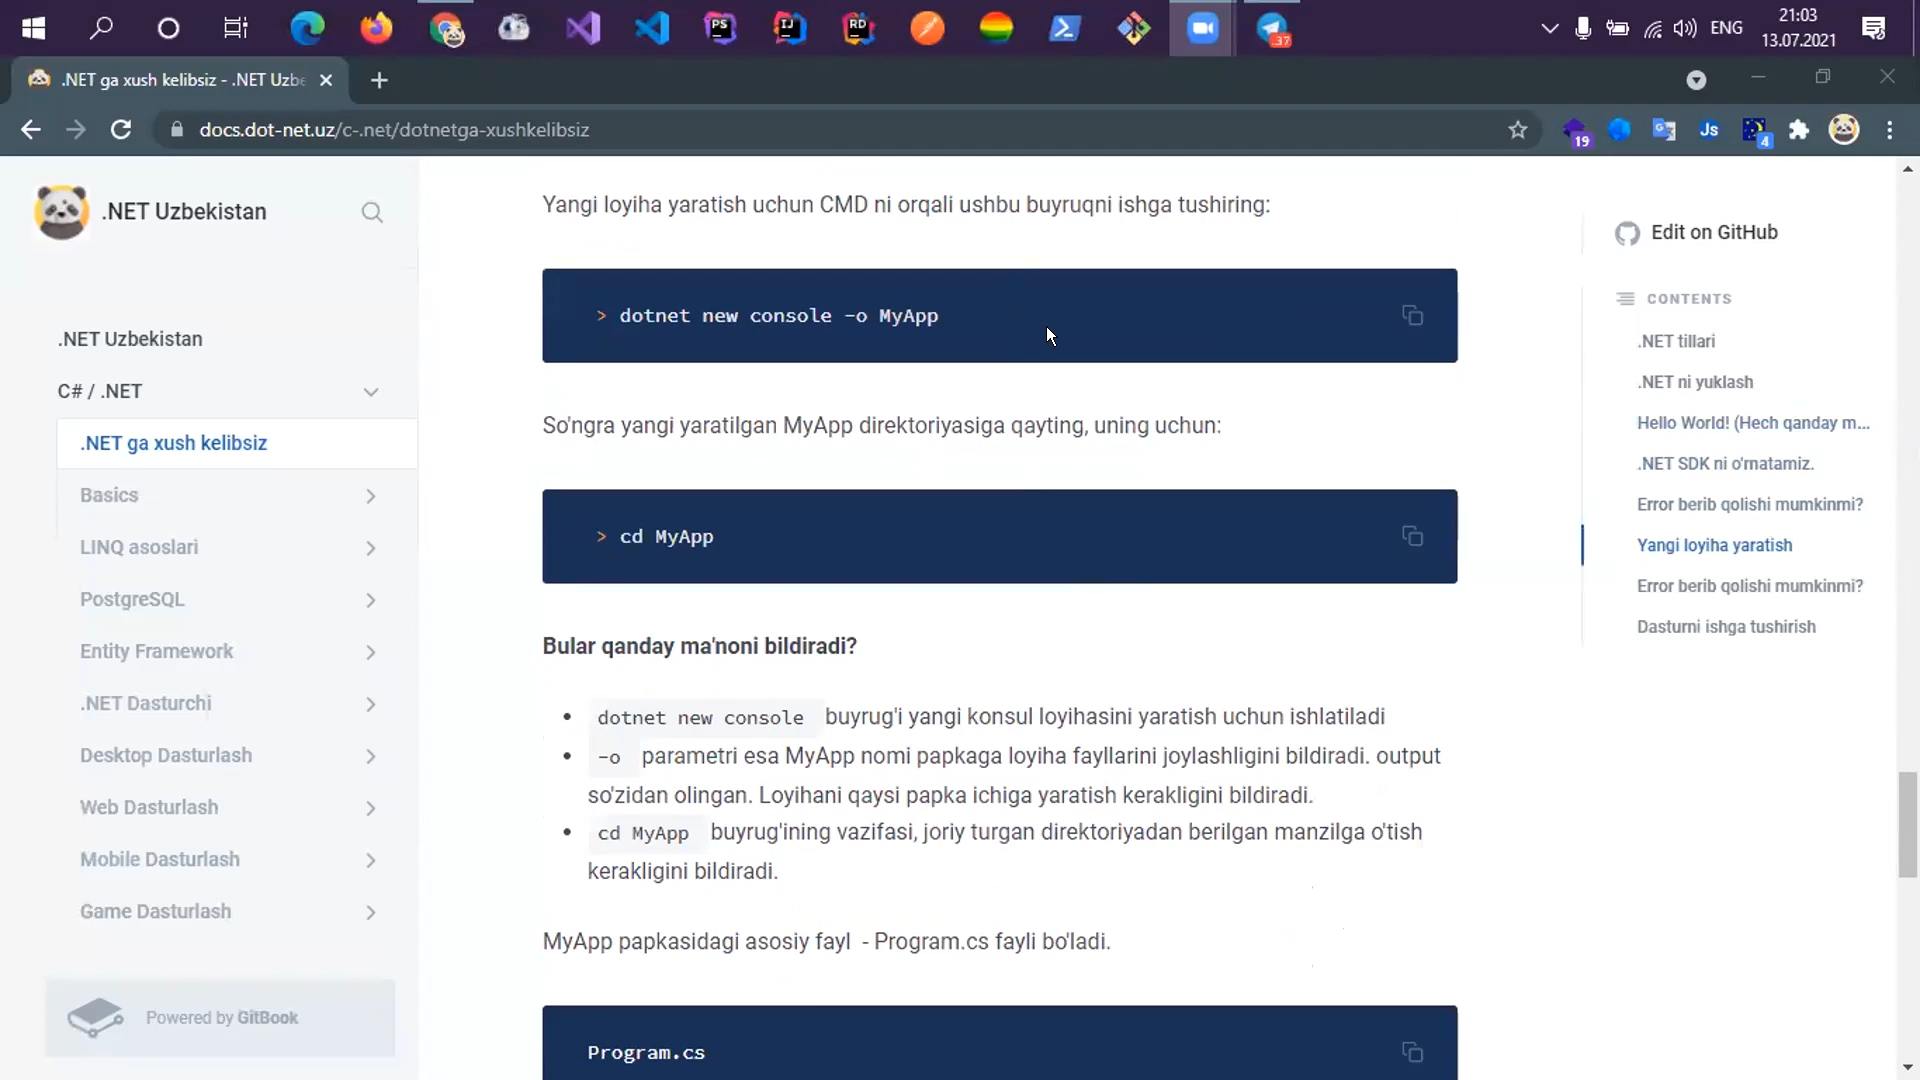 PS
IJ
RD
37
ENG
21:03
13.07.2021
.NET ga xush kelibsiz - .NET Uzbe
docs.dot-net.uz/c-.net/dotnetga-xushkelibsiz
19
Js
4
.NET Uzbekistan
.NET Uzbekistan
C# / .NET
.NET ga xush kelibsiz
Basics
LINQ asoslari
PostgreSQL
Entity Framework
.NET Dasturchi
Desktop Dasturlash
Web Dasturlash
Mobile Dasturlash
Game Dasturlash
Powered by GitBook
Yangi loyiha yaratish uchun CMD ni orqali ushbu buyruqni ishga tushiring:
> dotnet new console -o MyApp
So'ngra yangi yaratilgan MyApp direktoriyasiga qayting, uning uchun:
> cd MyApp
Bular qanday ma'noni bildiradi?
• dotnet new console buyrug'i yangi konsul loyihasini yaratish uchun ishlatiladi
• -o parametri esa MyApp nomi papkaga loyiha fayllarini joylashligini bildiradi. output
so'zidan olingan. Loyihani qaysi papka ichiga yaratish kerakligini bildiradi.
• cd MyApp buyrug'ining vazifasi, joriy turgan direktoriyadan berilgan manzilga o'tish
kerakligini bildiradi.
MyApp papkasidagi asosiy fayl - Program.cs fayli bo'ladi.
Program.cs
Edit on GitHub
CONTENTS
.NET tillari
.NET ni yuklash
Hello World! (Hech qanday m...
.NET SDK ni o'rnatamiz.
Error berib qolishi mumkinmi?
Yangi loyiha yaratish
Error berib qolishi mumkinmi?
Dasturni ishga tushirish